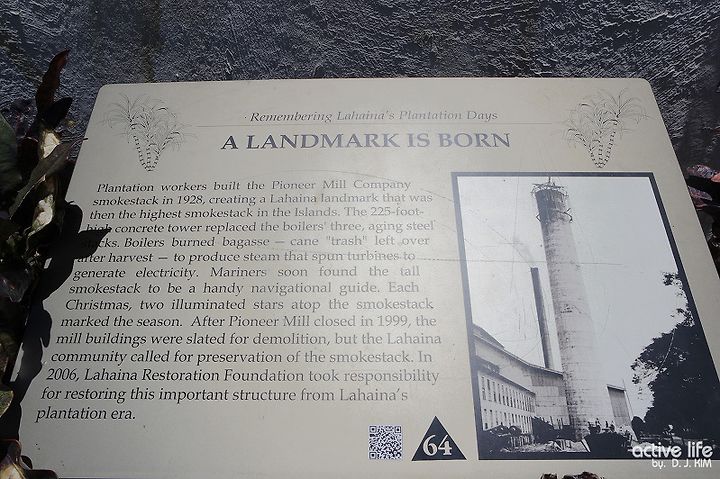 Remembering Lahaina's Plantation Days
A LANDMARK IS BORN
Plantation workers built the Pioneer Mill Company
smokestack in 1928, creating a Lahaina landmark that was
then the highest smokestack in the Islands. The 225-foot-
high concrete tower replaced the boilers' three, aging steel
stacks. Boilers burned bagasse — cane "trash" left over
after harvest — to produce steam that spun turbines to
generate electricity. Mariners soon found the tall
smokestack to be a handy navigational guide. Each
Christmas, two illuminated stars atop the smokestack
marked the season. After Pioneer Mill closed in 1999, the
mill buildings were slated for demolition, but the Lahaina
community called for preservation of the smokestack. In
2006, Lahaina Restoration Foundation took responsibility
for restoring this important structure from Lahaina's
plantation era.
64
active life
by. D. J. KIM